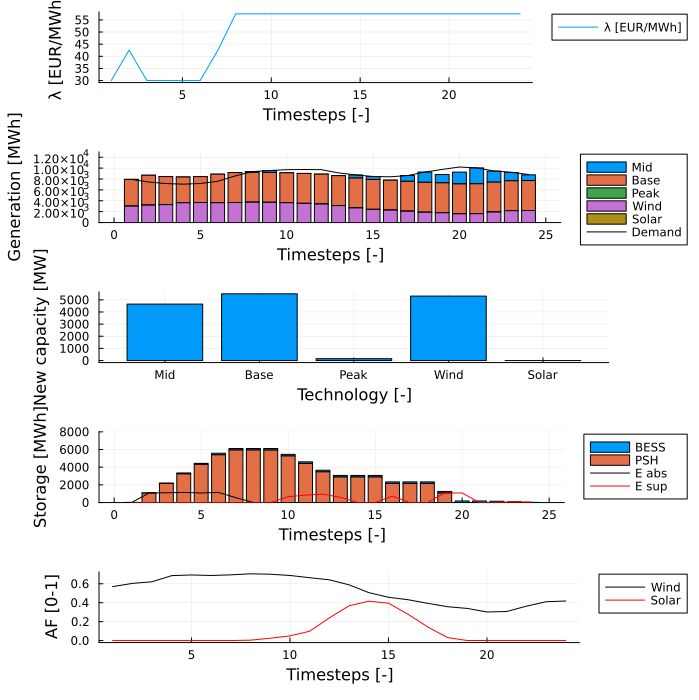 λ [EUR/MWh]
55
50
45
40
35
30
5
10
15
20
Timesteps [-]
λ [EUR/MWh]
Generation [MWh]
1.20×10⁴
1.00×10⁴
8.00×10³
6.00×10³
4.00×10³
2.00×10³
0
0
5
10
15
20
25
Timesteps [-]
Mid
Base
Peak
Wind
Solar
Demand
New capacity [MW]
5000
4000
3000
2000
1000
0
Mid
Base
Peak
Wind
Solar
Technology [-]
Storage [MWh]
8000
6000
4000
2000
0
0
5
10
15
20
25
Timesteps [-]
BESS
PSH
E abs
E sup
AF [0-1]
0.6
0.4
0.2
0.0
5
10
15
20
Timesteps [-]
Wind
Solar